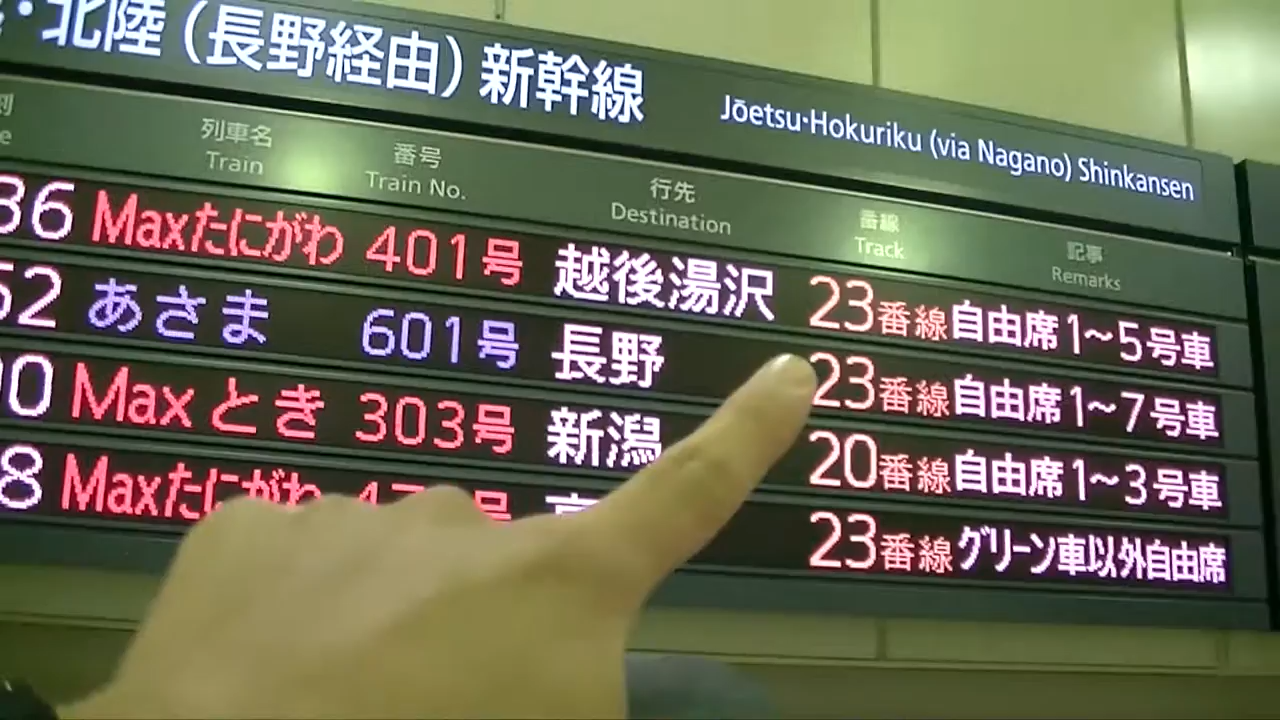 ・北陸(長野経由)新幹線 Jōetsu·Hokuriku (via Nagano) Shinkansen
列車名 番号 行先 番線 記事
Train Train No. Destination Track Remarks
36 Maxたにがわ 401号 越後湯沢 23番線 自由席1~5号車
52 あさま 601号 長野 23番線 自由席1~7号車
00 Maxとき 303号 新潟 20番線 自由席1~3号車
8 Maxたにがわ 号 23番線 グリーン車以外自由席